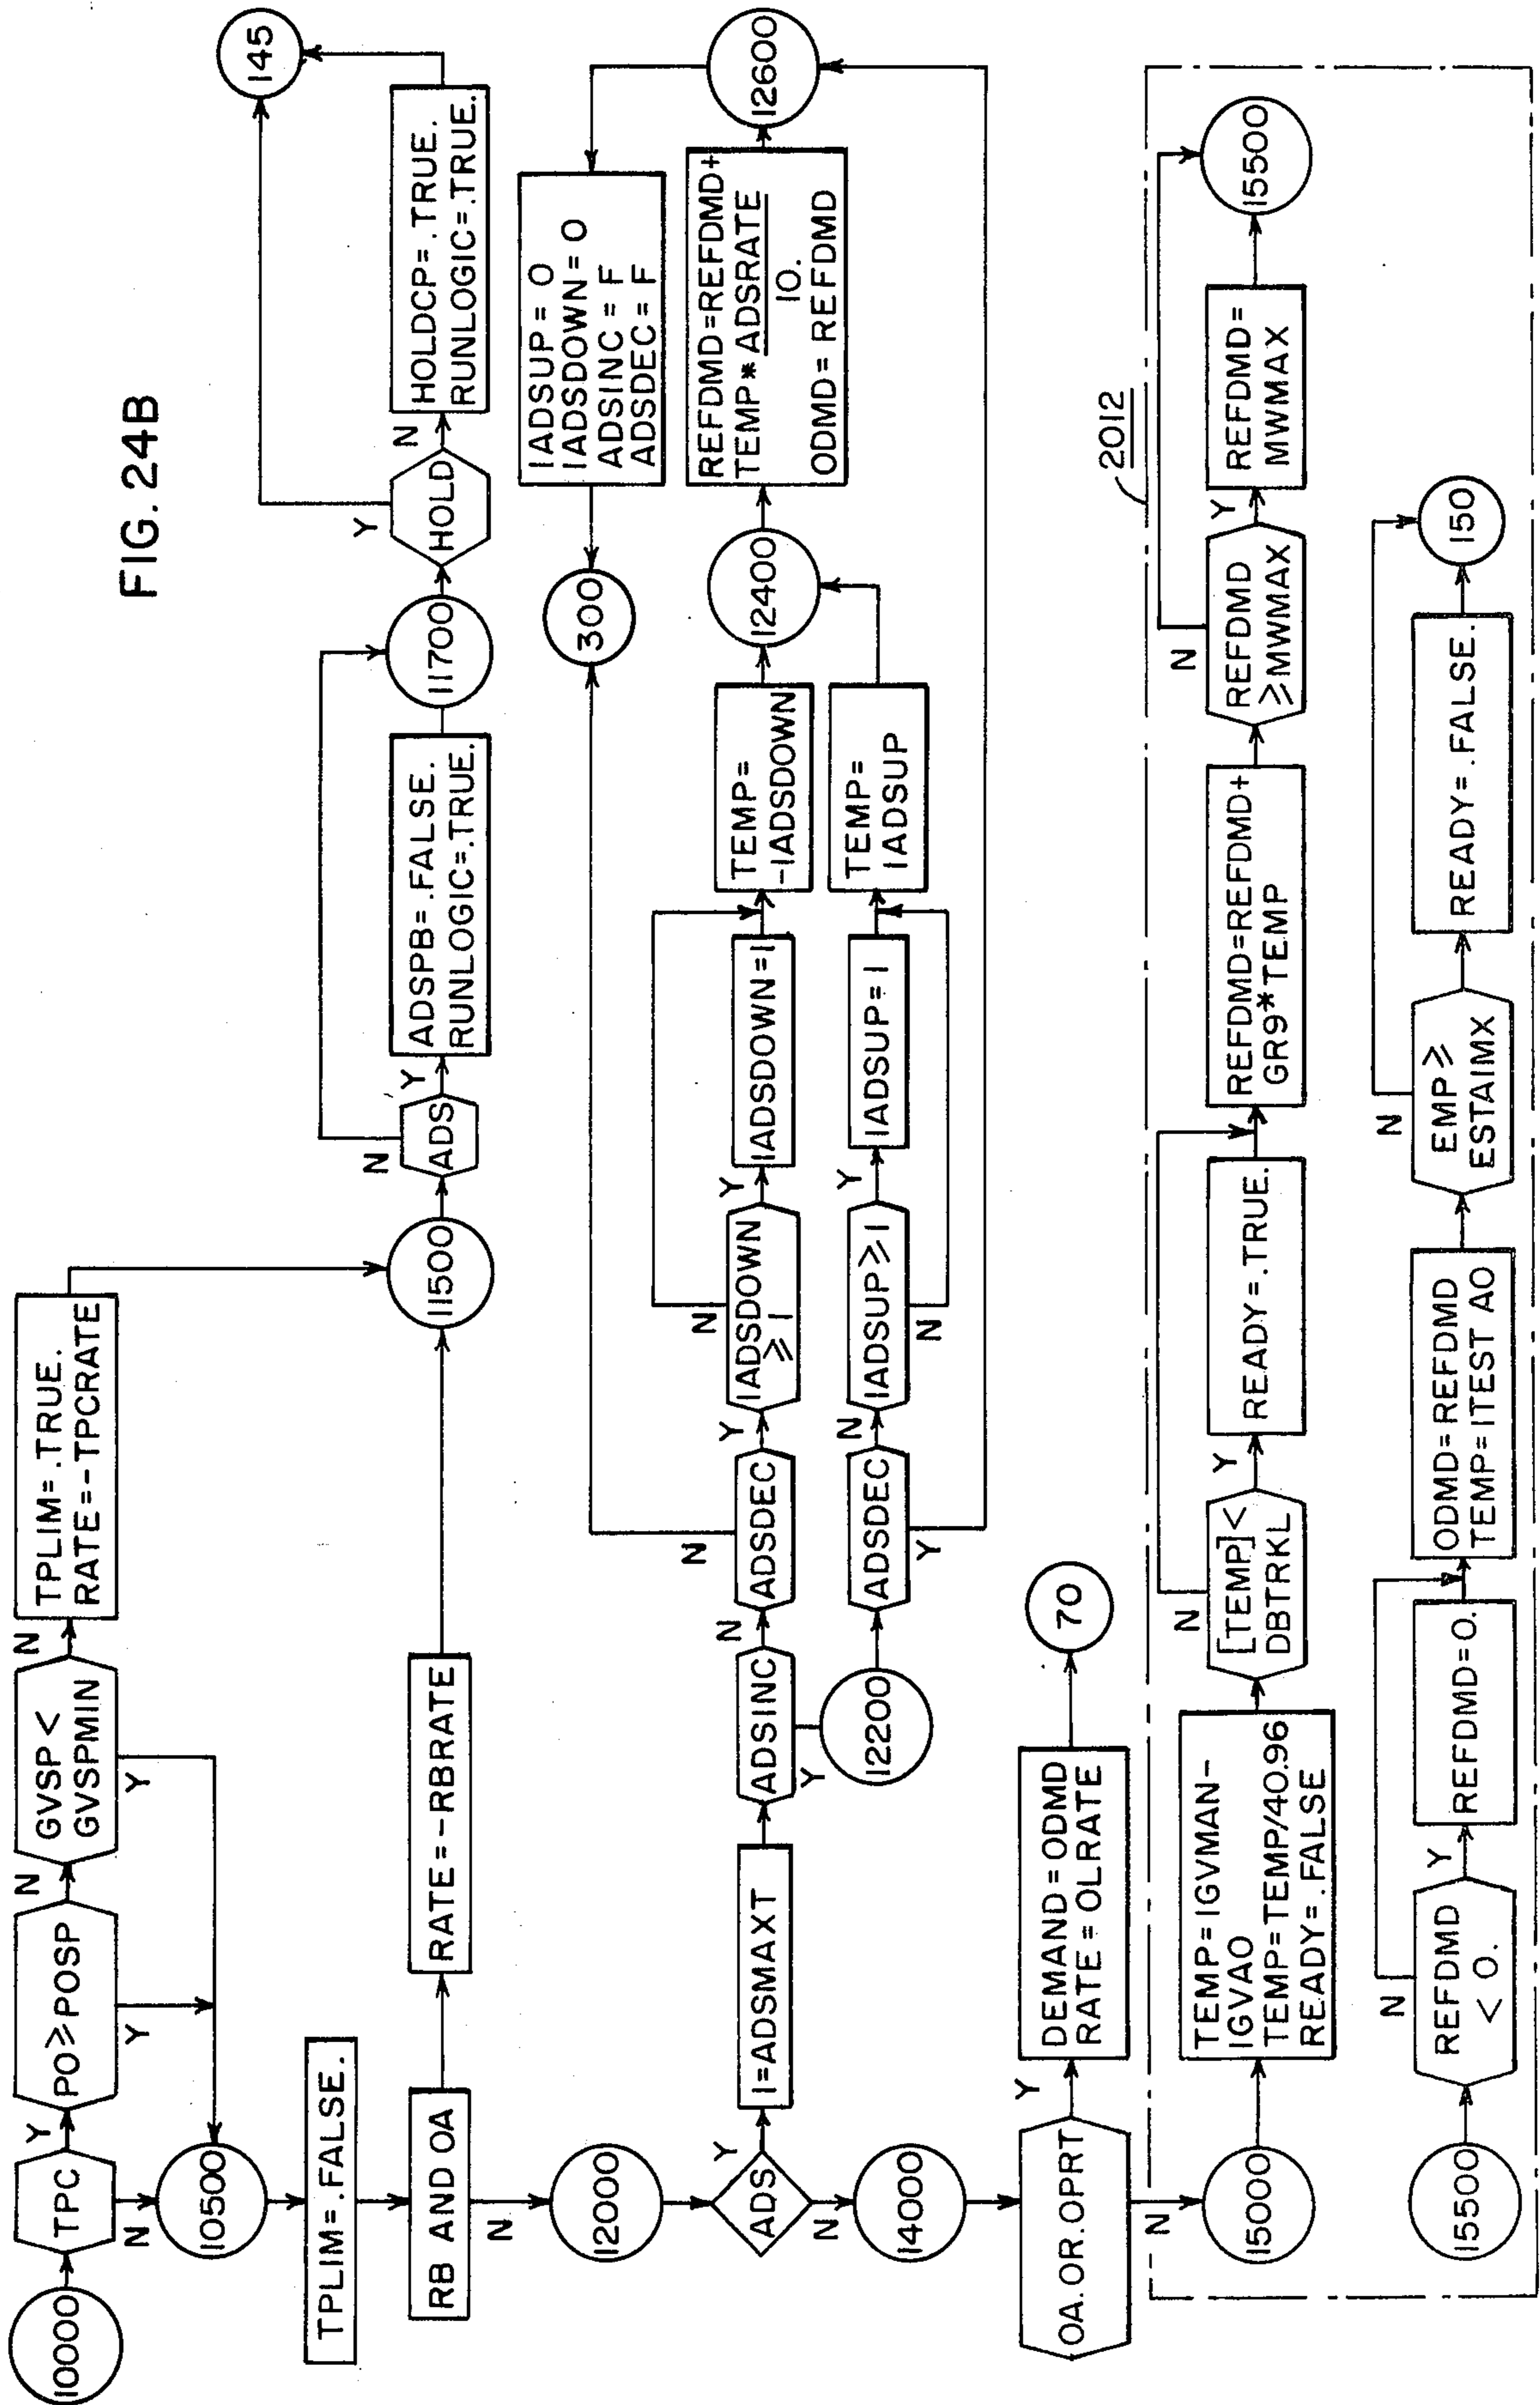 FIG. 24B
10000
TPC
Y
N
PO≥POSP
N
Y
GVSP <
GVSPMIN
N
Y
TPLIM=.TRUE.
RATE=-TPCRATE
10500
TPLIM=.FALSE.
RB AND OA
N
RATE=-RBRATE
11500
ADS
N
Y
ADSPB=.FALSE.
RUNLOGIC=.TRUE.
11700
HOLD
Y
N
HOLDCP=.TRUE.
RUNLOGIC=.TRUE.
145
12000
ADS
Y
N
I=ADSMAXT
ADSINC
N
Y
ADSDEC
N
Y
IADSDOWN
≥ 1
N
Y
IADSDOWN=1
TEMP=
-IADSDOWN
12400
REFDMD=REFDMD+
TEMP*ADSRATE
10.
ODMD=REFDMD
12600
IADSUP=0
IADSDOWN=0
ADSINC=F
ADSDEC=F
300
12200
ADSDEC
N
Y
IADSUP≥1
Y
N
IADSUP=1
TEMP=
IADSUP
14000
OA.OR.OPRT
Y
N
DEMAND=ODMD
RATE=OLRATE
70
2012
15000
TEMP=IGVMAN-
IGVAO
TEMP=TEMP/40.96
READY=.FALSE
[TEMP]<
DBTRKL
N
Y
READY=.TRUE.
REFDMD=REFDMD+
GR9*TEMP
REFDMD
≥MWMAX
N
Y
REFDMD=
MWMAX
15500
15500
REFDMD
< 0.
N
Y
REFDMD=0.
ODMD=REFDMD
TEMP=ITEST AO
EMP≥
ESTAIMX
N
READY=.FALSE.
150